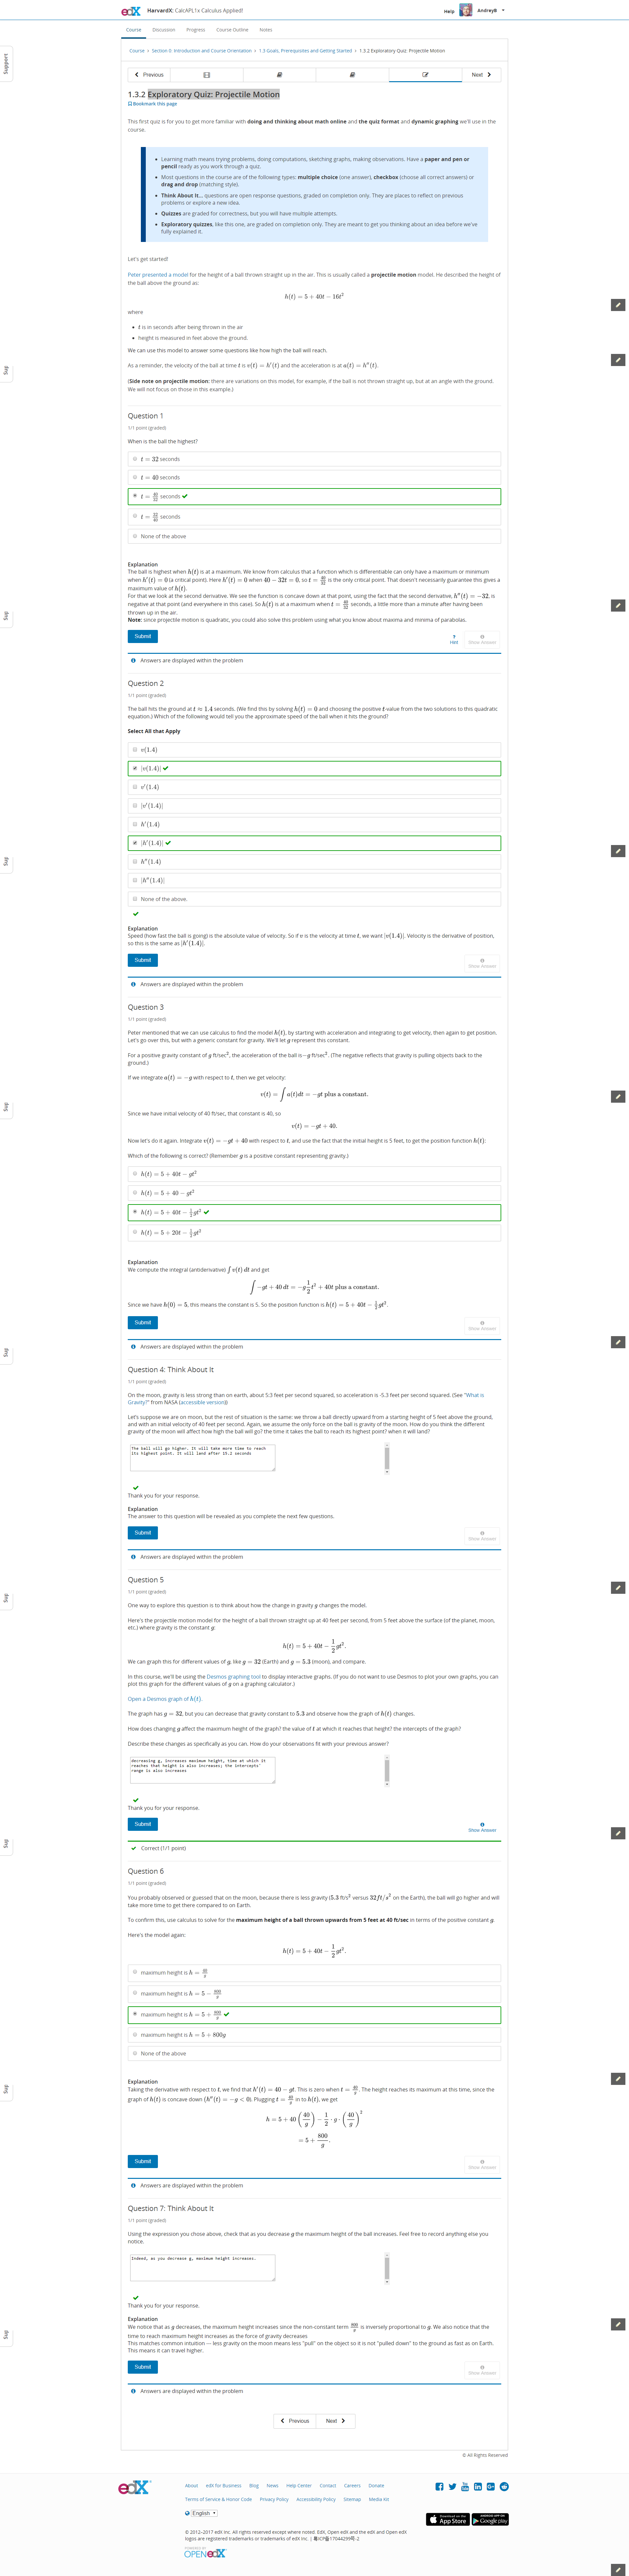 edX HarvardX: CalcAPL1x Calculus Applied! Help AndreyB
Course Discussion Progress Course Outline Notes
Support
Course > Section 0: Introduction and Course Orientation > 1.3 Goals, Prerequisites and Getting Started > 1.3.2 Exploratory Quiz: Projectile Motion
Previous Next
1.3.2 Exploratory Quiz: Projectile Motion
Bookmark this page
This first quiz is for you to get more familiar with doing and thinking about math online and the quiz format and dynamic graphing we'll use in the
course.
• Learning math means trying problems, doing computations, sketching graphs, making observations. Have a paper and pen or
pencil ready as you work through a quiz.
• Most questions in the course are of the following types: multiple choice (one answer), checkbox (choose all correct answers) or
drag and drop (matching style).
• Think About it... questions are open response questions, graded on completion only. They are places to reflect on previous
problems or explore a new idea.
• Quizzes are graded for correctness, but you will have multiple attempts.
• Exploratory quizzes, like this one, are graded on completion only. They are meant to get you thinking about an idea before we've
fully explained it.
Let's get started!
Peter presented a model for the height of a ball thrown straight up in the air. This is usually called a projectile motion model. He described the height of
the ball above the ground as:
h(t) = 5 + 40t − 16t²
where
• t is in seconds after being thrown in the air
• height is measured in feet above the ground.
We can use this model to answer some questions like how high the ball will reach.
As a reminder, the velocity of the ball at time t is v(t) = h′(t) and the acceleration is at a(t) = h″(t).
(Side note on projectile motion: there are variations on this model, for example, if the ball is not thrown straight up, but at an angle with the ground.
We will not focus on those in this example.)
Question 1
1/1 point (graded)
When is the ball the highest?
t = 32 seconds
t = 40 seconds
t = 40/32 seconds ✔
t = 32/40 seconds
None of the above
Explanation
The ball is highest when h(t) is at a maximum. We know from calculus that a function which is differentiable can only have a maximum or minimum
when h′(t) = 0 (a critical point). Here h′(t) = 0 when 40 − 32t = 0, so t = 40/32 is the only critical point. That doesn't necessarily guarantee this gives a
maximum value of h(t).
For that we look at the second derivative. We see the function is concave down at that point, using the fact that the second derivative, h″(t) = −32, is
negative at that point (and everywhere in this case). So h(t) is at a maximum when t = 40/32 seconds, a little more than a minute after having been
thrown up in the air.
Note: since projectile motion is quadratic, you could also solve this problem using what you know about maxima and minima of parabolas.
Submit ? Hint Show Answer
Answers are displayed within the problem
Question 2
1/1 point (graded)
The ball hits the ground at t ≈ 1.4 seconds. (We find this by solving h(t) = 0 and choosing the positive t-value from the two solutions to this quadratic
equation.) Which of the following would tell you the approximate speed of the ball when it hits the ground?
Select All that Apply
v(1.4)
|v(1.4)| ✔
v′(1.4)
|v′(1.4)|
h′(1.4)
|h′(1.4)| ✔
h″(1.4)
|h″(1.4)|
None of the above.
✔
Explanation
Speed (how fast the ball is going) is the absolute value of velocity. So if v is the velocity at time t, we want |v(1.4)|. Velocity is the derivative of position,
so this is the same as |h′(1.4)|.
Submit Show Answer
Answers are displayed within the problem
Question 3
1/1 point (graded)
Peter mentioned that we can use calculus to find the model h(t), by starting with acceleration and integrating to get velocity, then again to get position.
Let's go over this, but with a generic constant for gravity. We'll let g represent this constant.
For a positive gravity constant of g ft/sec², the acceleration of the ball is −g ft/sec². (The negative reflects that gravity is pulling objects back to the
ground.)
If we integrate a(t) = −g with respect to t, then we get velocity:
v(t) = ∫ a(t)dt = −gt plus a constant.
Since we have initial velocity of 40 ft/sec, that constant is 40, so
v(t) = −gt + 40.
Now let's do it again. Integrate v(t) = −gt + 40 with respect to t, and use the fact that the initial height is 5 feet, to get the position function h(t):
Which of the following is correct? (Remember g is a positive constant representing gravity.)
h(t) = 5 + 40t − gt²
h(t) = 5 + 40 − gt²
h(t) = 5 + 40t − 1/2 gt² ✔
h(t) = 5 + 20t − 1/2 gt²
Explanation
We compute the integral (antiderivative) ∫ v(t) dt and get
∫ −gt + 40 dt = −g 1/2 t² + 40t plus a constant.
Since we have h(0) = 5, this means the constant is 5. So the position function is h(t) = 5 + 40t − 1/2 gt².
Submit Show Answer
Answers are displayed within the problem
Question 4: Think About It
1/1 point (graded)
On the moon, gravity is less strong than on earth, about 5.3 feet per second squared, so acceleration is -5.3 feet per second squared. (See "What is
Gravity?" from NASA (accessible version))
Let's suppose we are on moon, but the rest of situation is the same: we throw a ball directly upward from a starting height of 5 feet above the ground,
and with an initial velocity of 40 feet per second. Again, we assume the only force on the ball is gravity of the moon. How do you think the different
gravity of the moon will affect how high the ball will go? the time it takes the ball to reach its highest point? when it will land?
The ball will go higher. It will take more time to reach
its highest point. It will land after 15.2 seconds
✔
Thank you for your response.
Explanation
The answer to this question will be revealed as you complete the next few questions.
Submit Show Answer
Answers are displayed within the problem
Question 5
1/1 point (graded)
One way to explore this is to think about how the change in gravity g changes the model.
Here's the projectile motion model for the height of a ball thrown straight up at 40 feet per second, from 5 feet above the surface (of the planet, moon,
etc.) where gravity is the constant g:
h(t) = 5 + 40t − 1/2 gt².
We can graph this for different values of g, like g = 32 (Earth) and g = 5.3 (moon), and compare.
In this course, we'll be using the Desmos graphing tool to display interactive graphs. (If you do not want to use Desmos to plot your own graphs, you can
plot this graph for different values of g on a graphing calculator.)
Open a Desmos graph of h(t).
The graph has g = 32, but you can decrease that gravity constant to 5.3 and observe how the graph of h(t) changes.
How does changing g affect the maximum height of the graph? the value of t at which it reaches that height? the intercepts of the graph?
Describe these changes as specifically as you can. How do your observations fit with your previous answer?
decreasing g, increases maximum height, time at which it
reaches that height is also increases; the intercepts'
range is also increases
✔
Thank you for your response.
Submit Show Answer
✔ Correct (1/1 point)
Question 6
1/1 point (graded)
You probably observed or guessed that on the moon, because there is less gravity (5.3 ft/s² versus 32ft/s² on the Earth), the ball will go higher and will
take more time to get there compared to on Earth.
To confirm this, use calculus to solve for the maximum height of a ball thrown upwards from 5 feet at 40 ft/sec in terms of the positive constant g.
Here's the model again:
h(t) = 5 + 40t − 1/2 gt².
maximum height is h = 40/g
maximum height is h = 5 − 800/g
maximum height is h = 5 + 800/g ✔
maximum height is h = 5 + 800g
None of the above
Explanation
Taking the derivative with respect to t, we find that h′(t) = 40 − gt. This is zero when t = 40/g. The height reaches its maximum at this time, since the
graph of h(t) is concave down (h″(t) = −g < 0). Plugging t = 40/g in to h(t), we get
h = 5 + 40 (40/g) − 1/2 · g · (40/g)²
= 5 + 800/g.
Submit Show Answer
Answers are displayed within the problem
Question 7: Think About It
1/1 point (graded)
Using the expression you chose above, check that as you decrease g the maximum height of the ball increases. Feel free to record anything else you
notice.
Indeed, as you decrease g, maximum height increases.
✔
Thank you for your response.
Explanation
We notice that as g decreases, the maximum height increases since the non-constant term 800/g is inversely proportional to g. We also notice that the
time to reach maximum height increases as the force of gravity decreases
This matches common intuition — less gravity on the moon means less "pull" on the object so it is not "pulled down" to the ground as fast as on Earth.
This means it can travel higher.
Submit Show Answer
Answers are displayed within the problem
Previous Next
© All Rights Reserved
edX About edX for Business Blog News Help Center Contact Careers Donate
Terms of Service & Honor Code Privacy Policy Accessibility Policy Sitemap Media Kit
English
Download on the App Store ANDROID APP ON Google play
© 2012–2017 edX Inc. All rights reserved except where noted. EdX, Open edX and the edX and Open edX
logos are registered trademarks or trademarks of edX Inc. | 粤ICP备17044299号-2
POWERED BY
OPEN edX